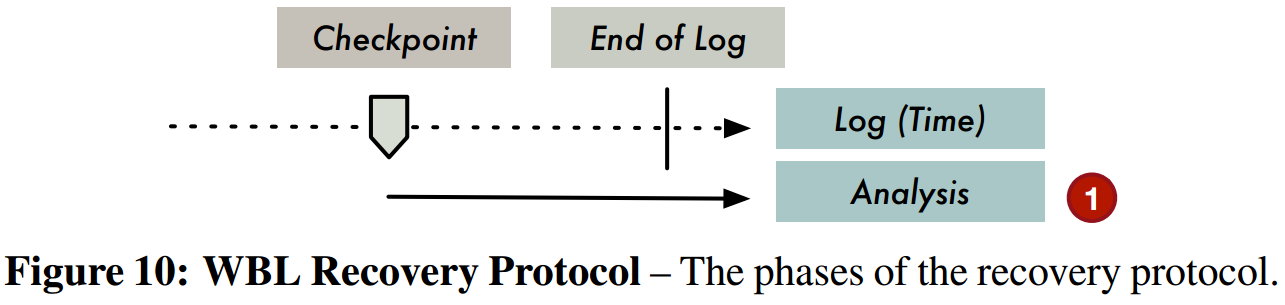 Checkpoint
End of Log
Log (Time)
Analysis
1
Figure 10: WBL Recovery Protocol – The phases of the recovery protocol.